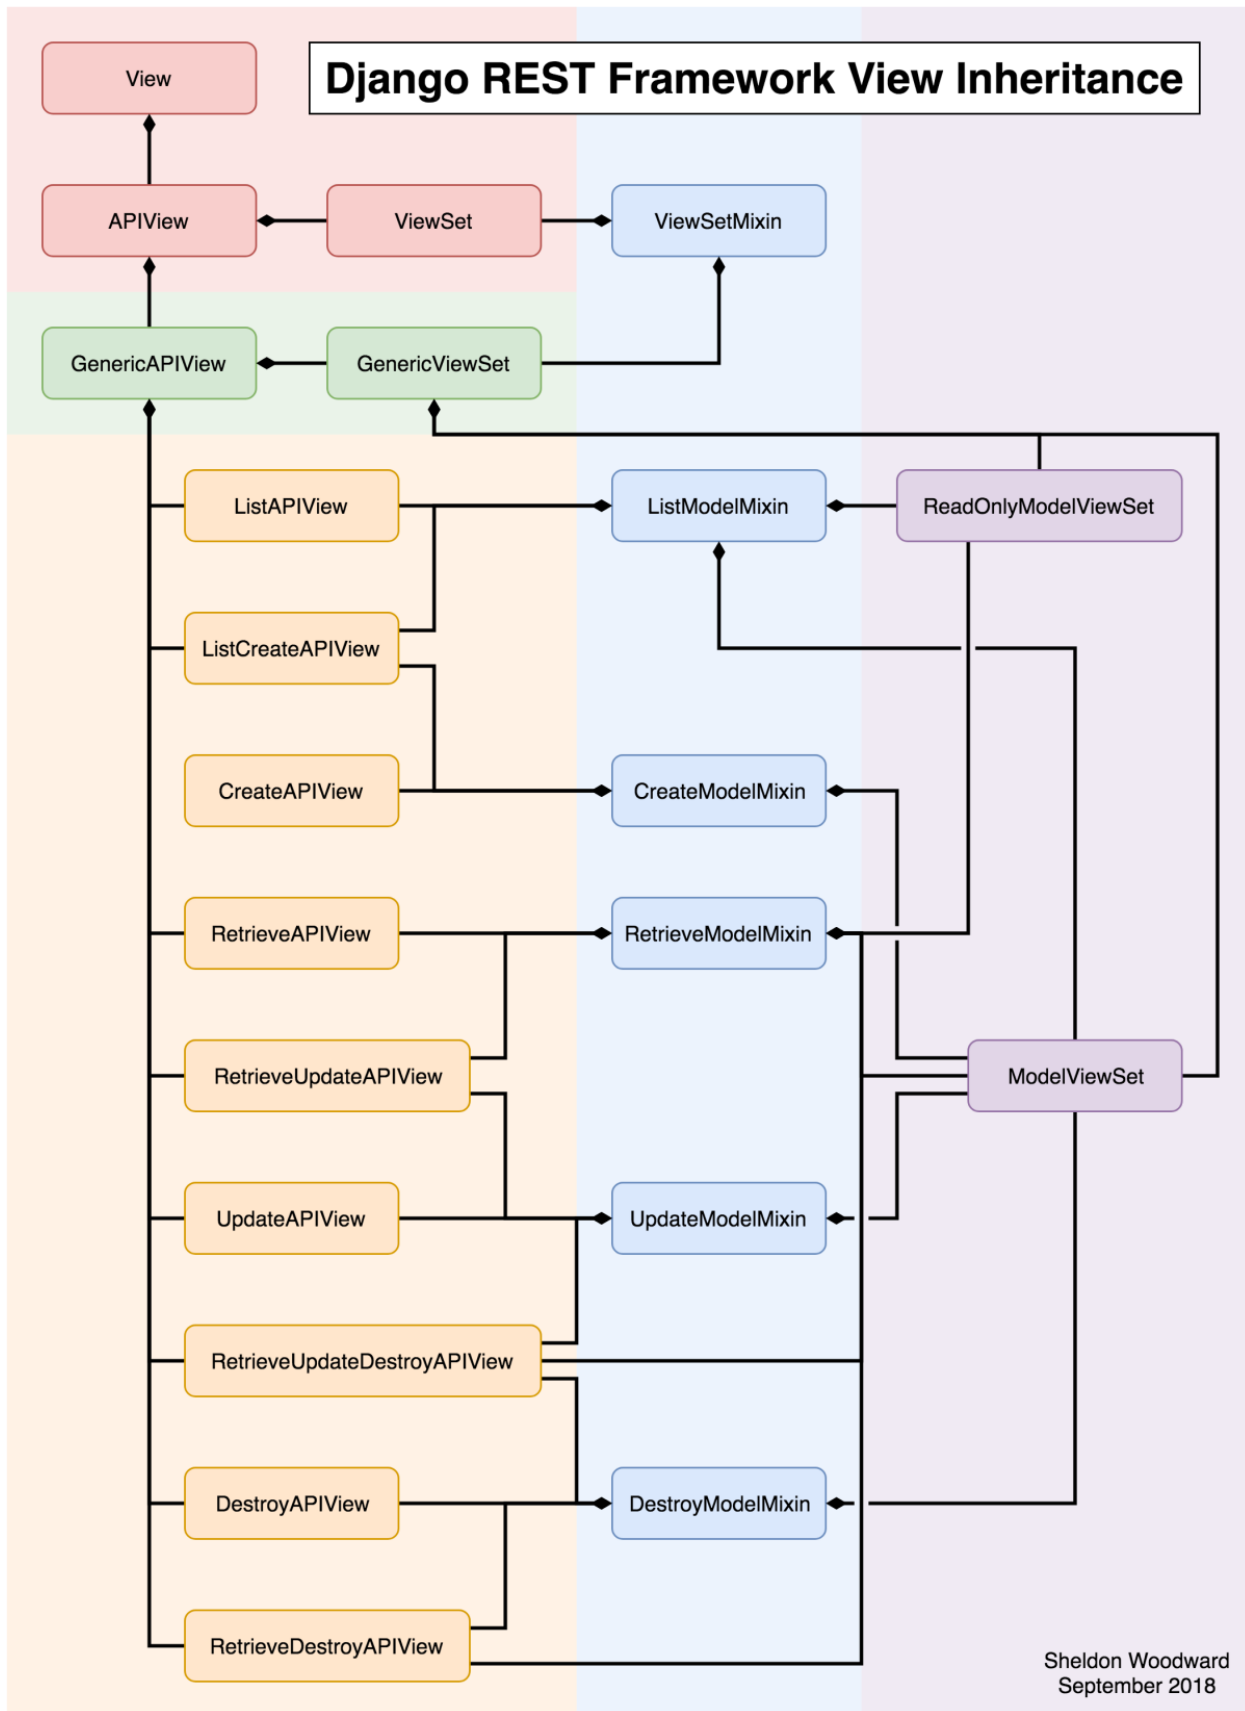 Django REST Framework View Inheritance
View
APIView
ViewSet
ViewSetMixin
GenericAPIView
GenericViewSet
ListAPIView
ListModelMixin
ReadOnlyModelViewSet
ListCreateAPIView
CreateAPIView
CreateModelMixin
RetrieveAPIView
RetrieveModelMixin
RetrieveUpdateAPIView
ModelViewSet
UpdateAPIView
UpdateModelMixin
RetrieveUpdateDestroyAPIView
DestroyAPIView
DestroyModelMixin
RetrieveDestroyAPIView
Sheldon Woodward
September 2018